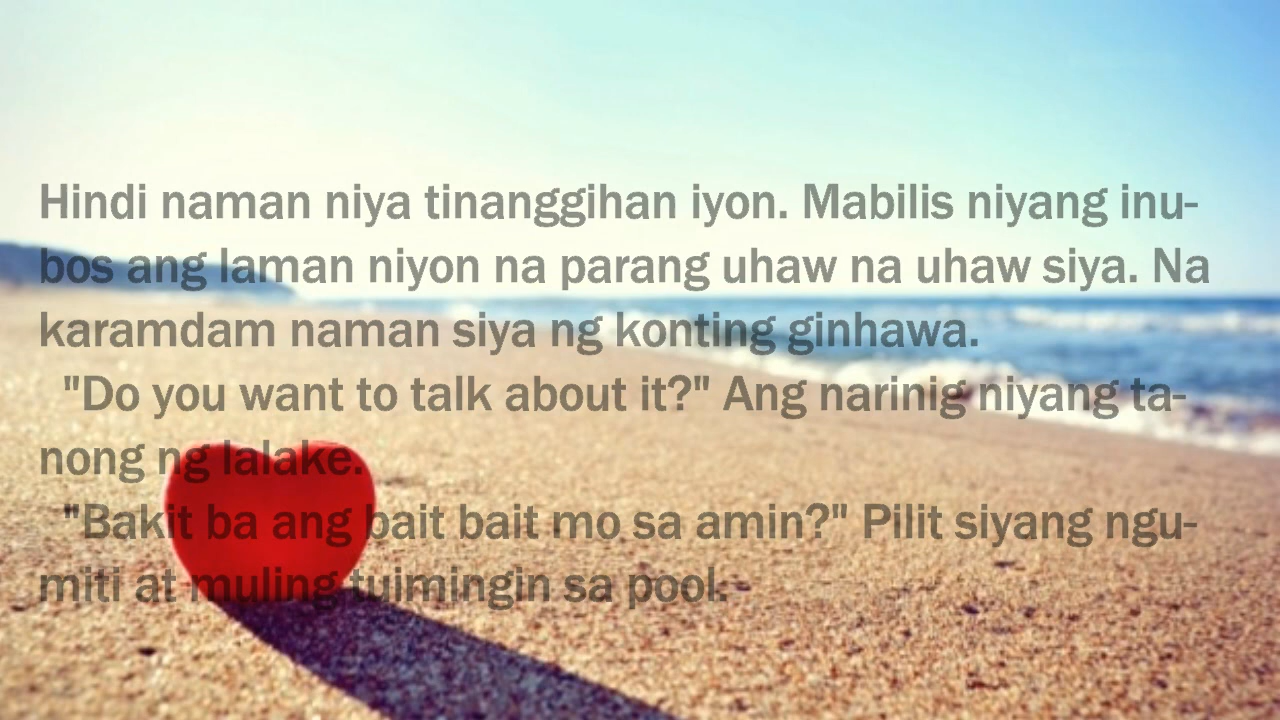 Hindi naman niya tinanggihan iyon. Mabilis niyang inu-
bos ang laman niyon na parang uhaw na uhaw siya. Na
karamdam naman siya ng konting ginhawa.
"Do you want to talk about it?" Ang narinig niyang ta-
nong ng lalake.
"Bakit ba ang bait bait mo sa amin?" Pilit siyang ngu-
miti at muling tuimingin sa pool.